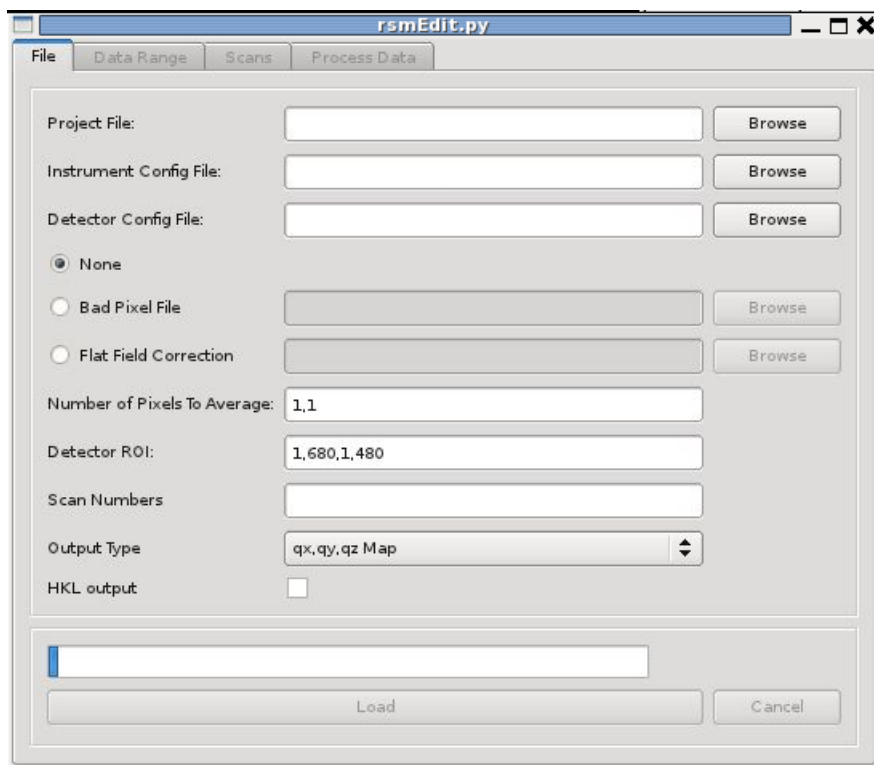 rsmEdit.py
File Data Range Scans Process Data
Project File: Browse
Instrument Config File: Browse
Detector Config File: Browse
None
Bad Pixel File Browse
Flat Field Correction Browse
Number of Pixels To Average: 1,1
Detector ROI: 1,680,1,480
Scan Numbers
Output Type qx,qy,qz Map
HKL output
Load Cancel